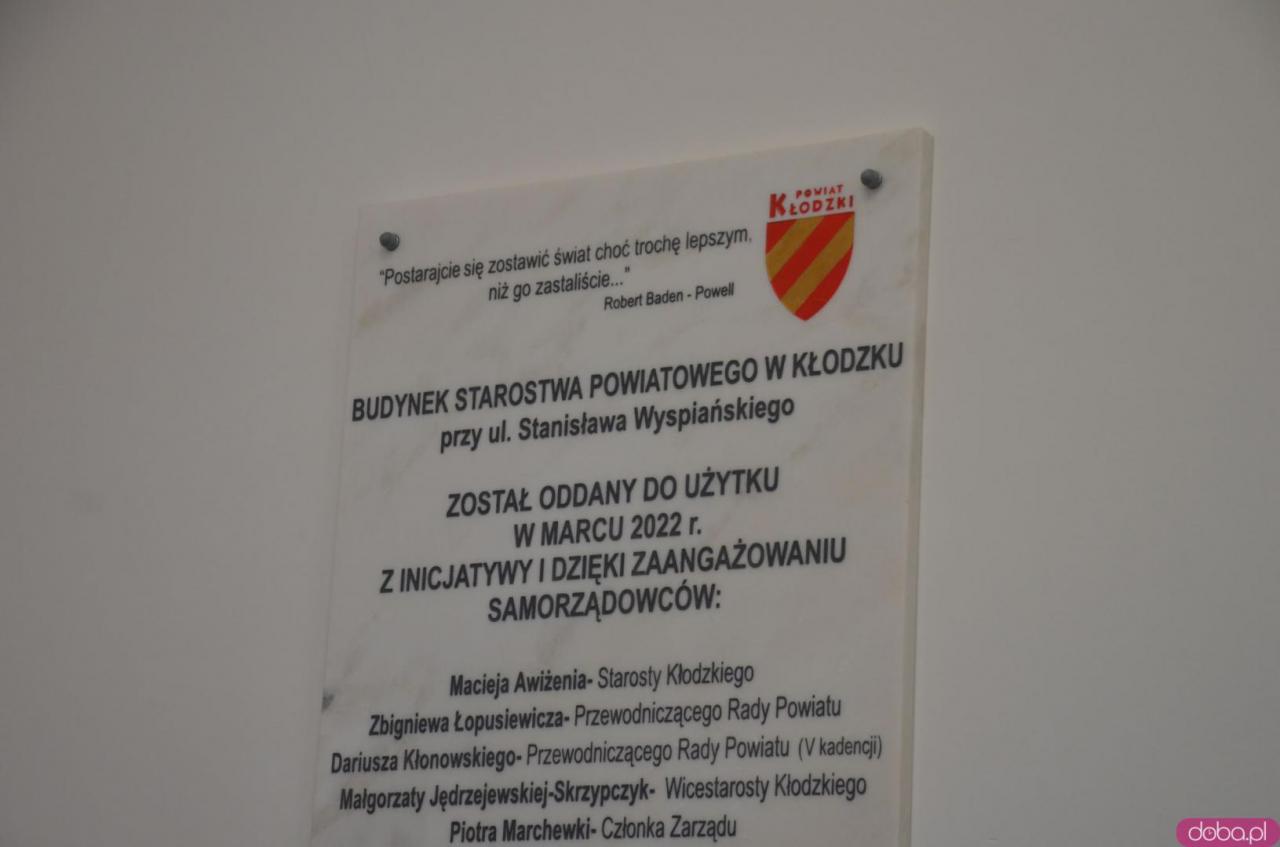 POWIAT
KŁODZKI
"Postarajcie się zostawić świat choć trochę lepszym,
niż go zastaliście..."
Robert Baden - Powell
BUDYNEK STAROSTWA POWIATOWEGO W KŁODZKU
przy ul. Stanisława Wyspiańskiego
ZOSTAŁ ODDANY DO UŻYTKU
W MARCU 2022 r.
Z INICJATYWY I DZIĘKI ZAANGAŻOWANIU
SAMORZĄDOWCÓW:
Macieja Awiżenia- Starosty Kłodzkiego
Zbigniewa Łopusiewicza- Przewodniczącego Rady Powiatu
Dariusza Kłonowskiego- Przewodniczącego Rady Powiatu (V kadencji)
Małgorzaty Jędrzejewskiej-Skrzypczyk- Wicestarosty Kłodzkiego
Piotra Marchewki- Członka Zarządu
doba.pl